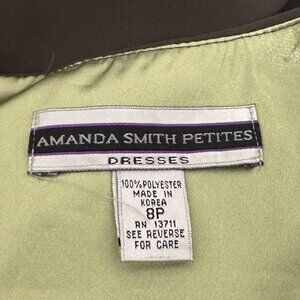 AMANDA SMITH PETITES
DRESSES
100% POLYESTER
MADE IN
KOREA
8P
RN 13711
SEE REVERSE
FOR CARE